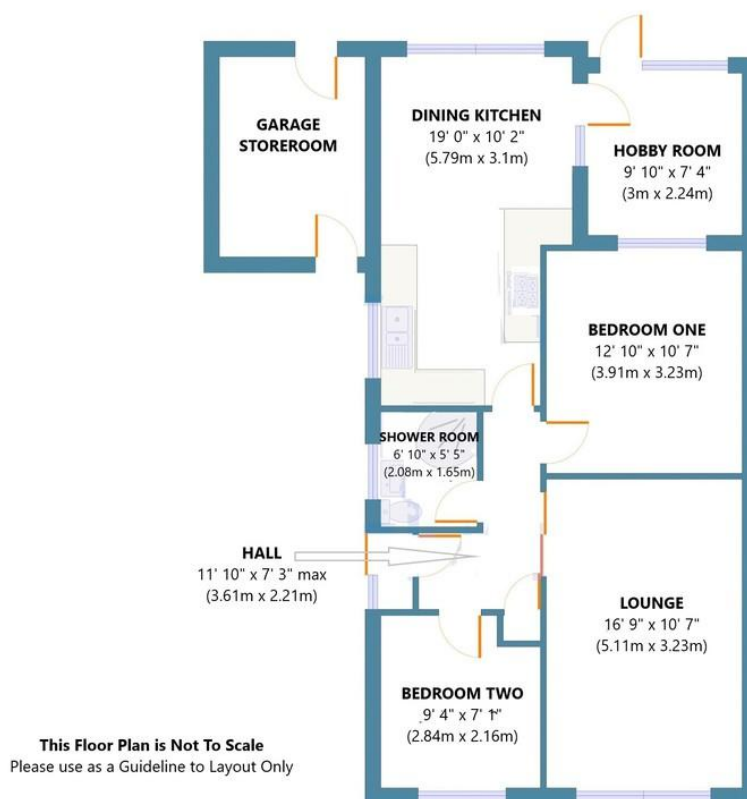 GARAGE
STOREROOM
DINING KITCHEN
19' 0" x 10' 2"
(5.79m x 3.1m)
HOBBY ROOM
9' 10" x 7' 4"
(3m x 2.24m)
BEDROOM ONE
12' 10" x 10' 7"
(3.91m x 3.23m)
SHOWER ROOM
6' 10" x 5' 5"
(2.08m x 1.65m)
HALL
11' 10" x 7' 3" max
(3.61m x 2.21m)
LOUNGE
16' 9" x 10' 7"
(5.11m x 3.23m)
BEDROOM TWO
9' 4" x 7' 1"
(2.84m x 2.16m)
This Floor Plan is Not To Scale
Please use as a Guideline to Layout Only